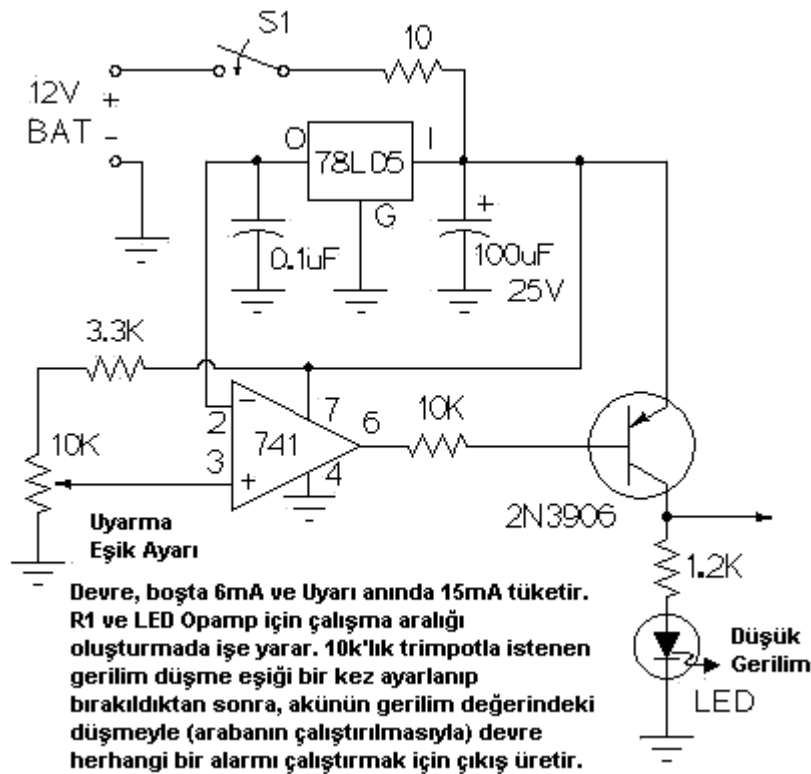 S1
10
12V
+
BAT
-
O
78L05
I
G
+
0.1uF
100uF
25V
3.3K
2
-
7
741
6
10K
10K
3
+
4
2N3906
Uyarma
Eşik Ayarı
1.2K
Düşük
Gerilim
LED
Devre, boşta 6mA ve Uyarı anında 15mA tüketir.
R1 ve LED Opamp için çalışma aralığı
oluşturmada işe yarar. 10k'lık trimpotla istenen
gerilim düşme eşiği bir kez ayarlanıp
bırakıldıktan sonra, akünün gerilim değerindeki
düşmeyle (arabanın çalıştırılmasıyla) devre
herhangi bir alarmı çalıştırmak için çıkış üretir.